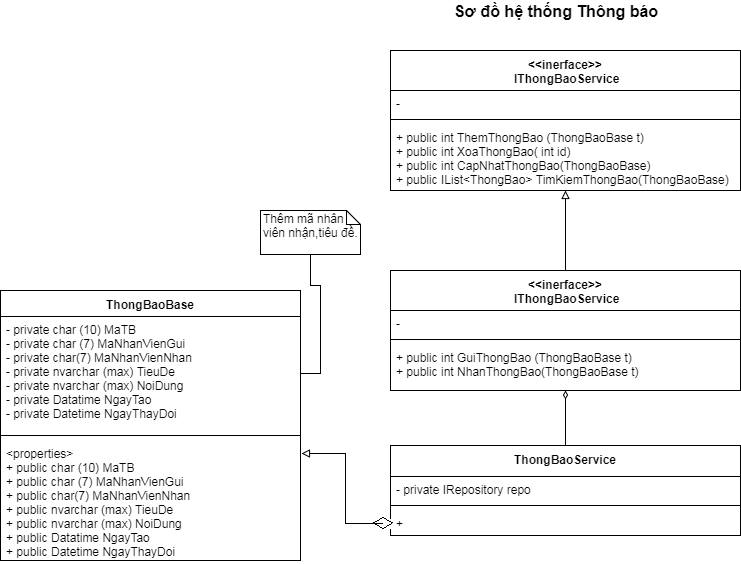 Sơ đồ hệ thống Thông báo
<<inerface>>
IThongBaoService
-
+ public int ThemThongBao (ThongBaoBase t)
+ public int XoaThongBao( int id)
+ public int CapNhatThongBao(ThongBaoBase)
+ public IList<ThongBao> TimKiemThongBao(ThongBaoBase)
Thêm mã nhân
viên nhận,tiêu đề.
<<inerface>>
IThongBaoService
-
+ public int GuiThongBao (ThongBaoBase t)
+ public int NhanThongBao(ThongBaoBase t)
ThongBaoBase
- private char (10) MaTB
- private char (7) MaNhanVienGui
- private char(7) MaNhanVienNhan
- private nvarchar (max) TieuDe
- private nvarchar (max) NoiDung
- private Datatime NgayTao
- private Datetime NgayThayDoi
<properties>
+ public char (10) MaTB
+ public char (7) MaNhanVienGui
+ public char(7) MaNhanVienNhan
+ public nvarchar (max) TieuDe
+ public nvarchar (max) NoiDung
+ public Datatime NgayTao
+ public Datetime NgayThayDoi
ThongBaoService
- private IRepository repo
+